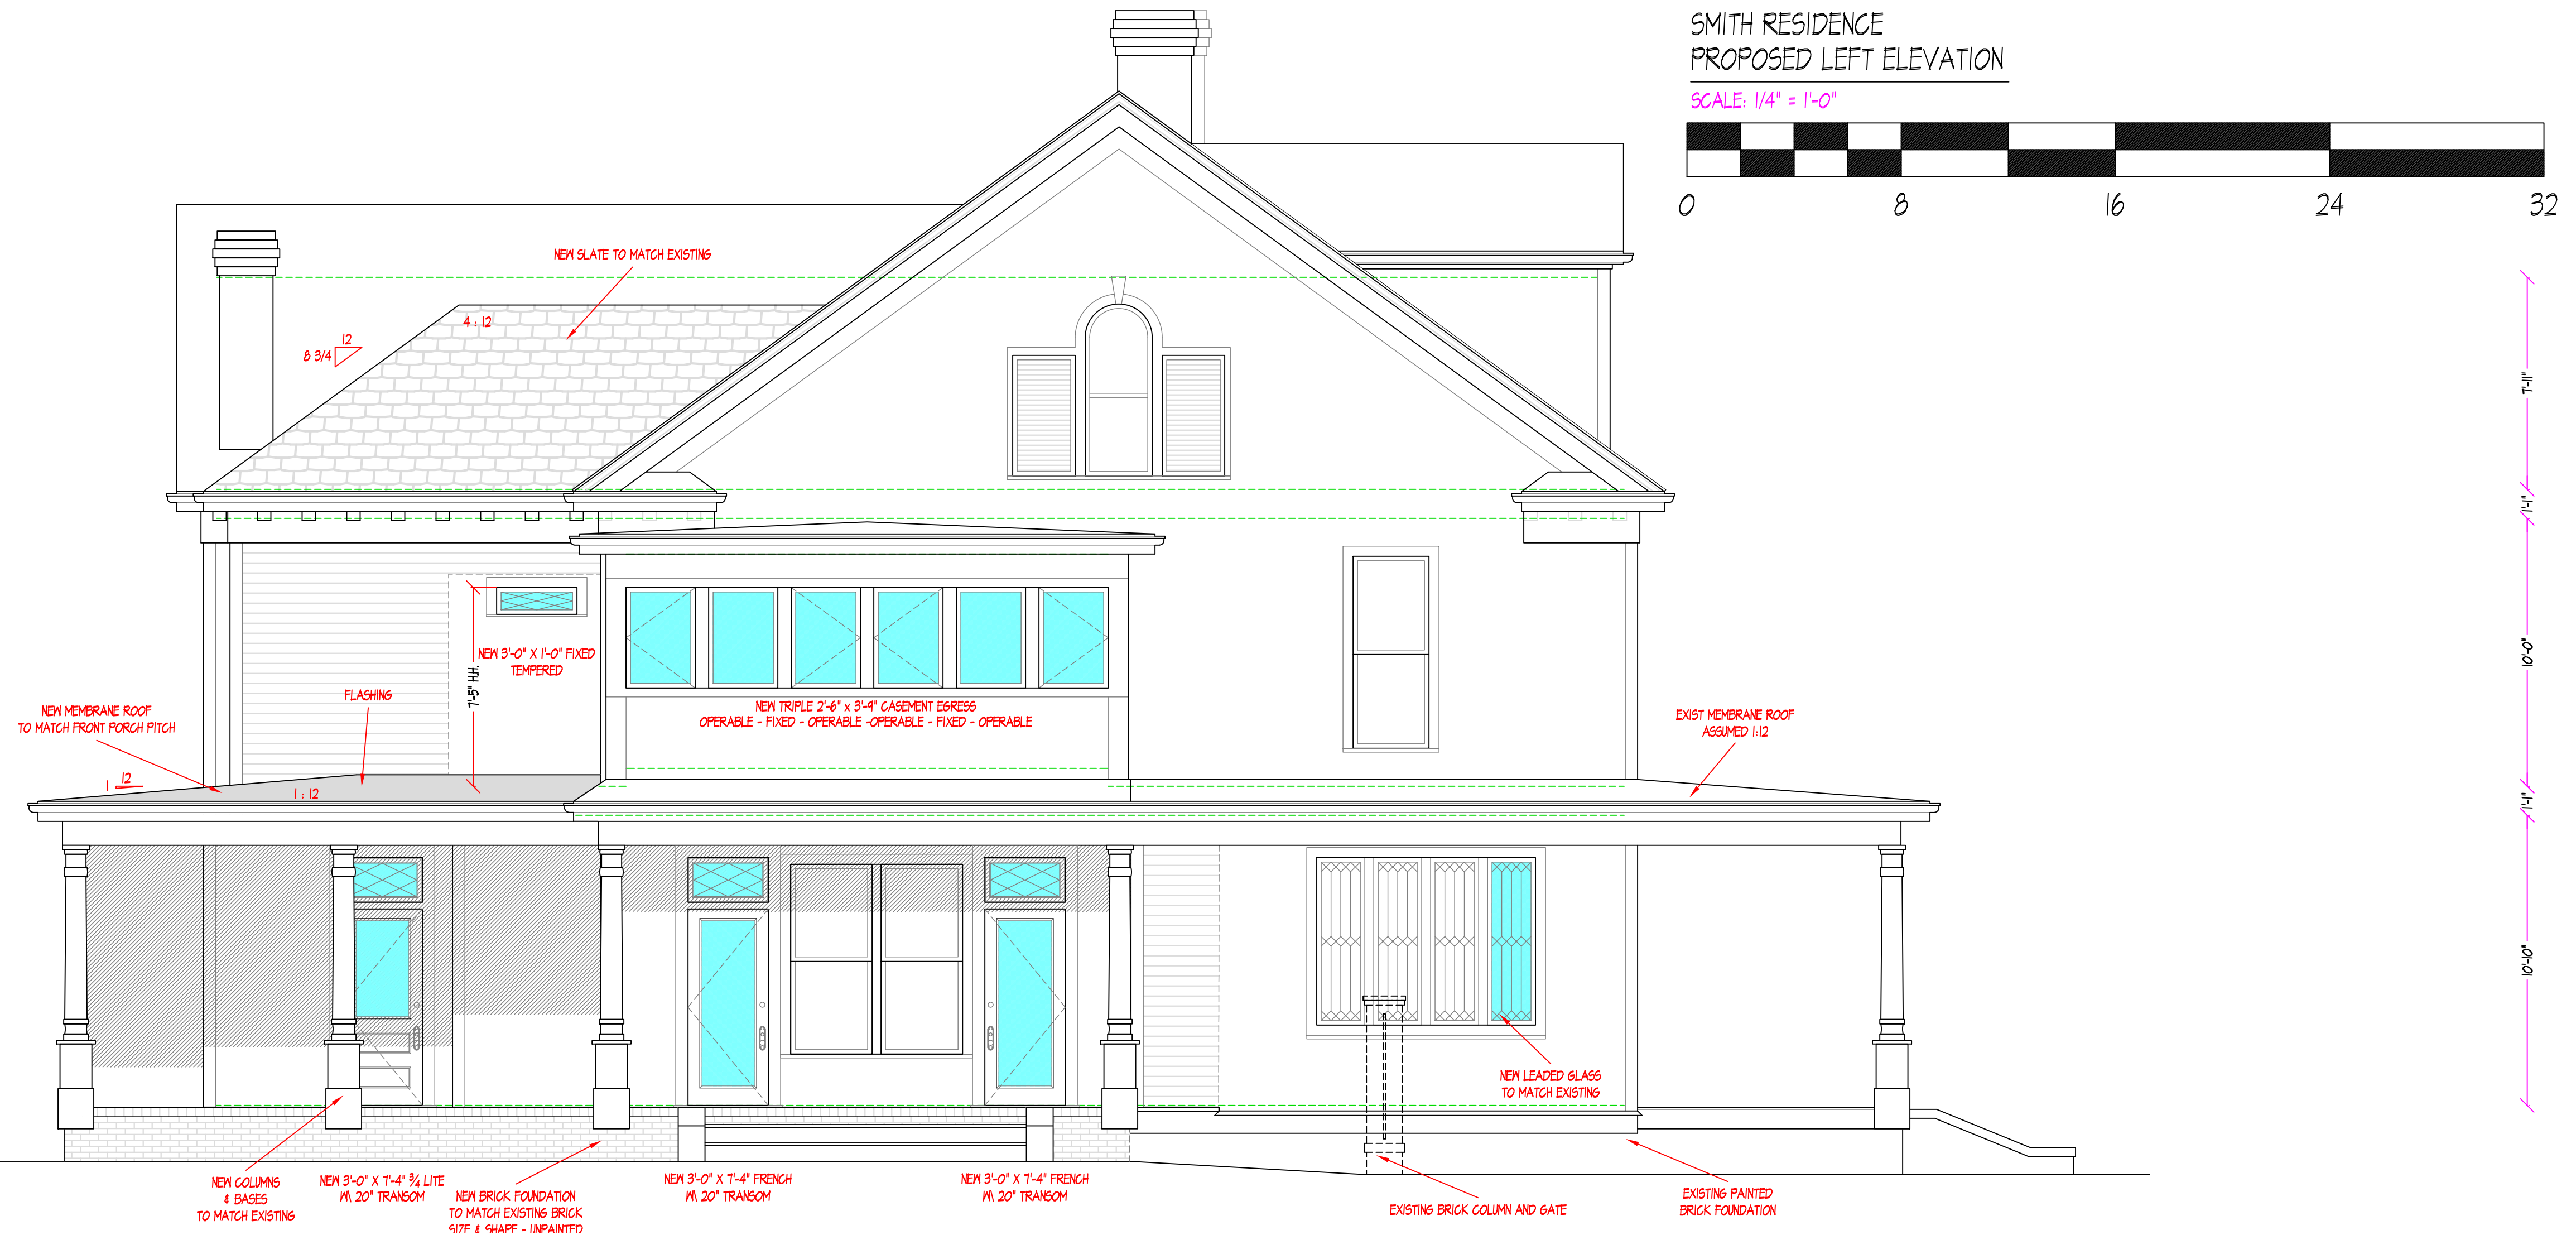 SMITH RESIDENCE
PROPOSED LEFT ELEVATION
SCALE: 1/4" = 1'-0"
0 8 16 24 32
NEW SLATE TO MATCH EXISTING
4 : 12
12
8 3/4
7'-11"
1'-1"
10'-0"
1'-1"
10'-10"
NEW 3'-0" X 1'-0" FIXED
TEMPERED
7'-5" H.H.
FLASHING
NEW MEMBRANE ROOF
TO MATCH FRONT PORCH PITCH
12
1
1 : 12
NEW TRIPLE 2'-6" x 3'-9" CASEMENT EGRESS
OPERABLE - FIXED - OPERABLE -OPERABLE - FIXED - OPERABLE
EXIST MEMBRANE ROOF
ASSUMED 1:12
NEW LEADED GLASS
TO MATCH EXISTING
NEW COLUMNS
& BASES
TO MATCH EXISTING
NEW 3'-0" X 7'-4" 3/4 LITE
W\ 20" TRANSOM
NEW BRICK FOUNDATION
TO MATCH EXISTING BRICK
SIZE & SHAPE - UNPAINTED
NEW 3'-0" X 7'-4" FRENCH
W\ 20" TRANSOM
NEW 3'-0" X 7'-4" FRENCH
W\ 20" TRANSOM
EXISTING BRICK COLUMN AND GATE
EXISTING PAINTED
BRICK FOUNDATION